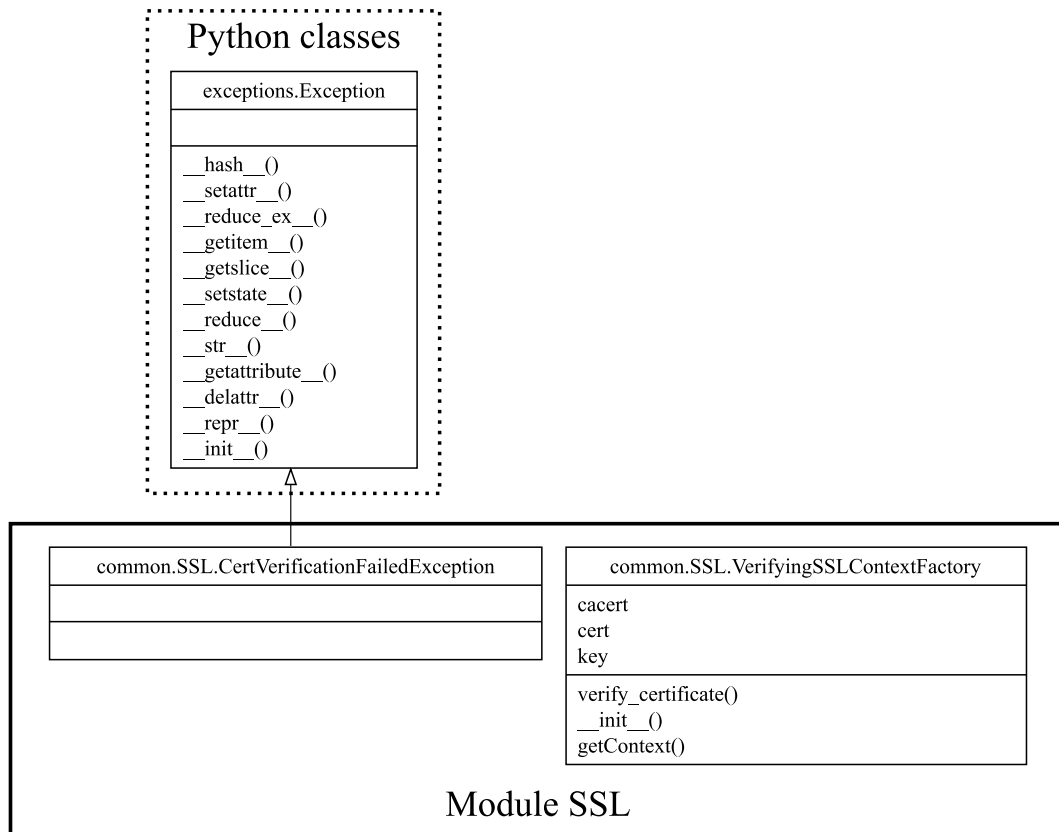 Python classes
exceptions.Exception
__hash__()
__setattr__()
__reduce_ex__()
__getitem__()
__getslice__()
__setstate__()
__reduce__()
__str__()
__getattribute__()
__delattr__()
__repr__()
__init__()
common.SSL.CertVerificationFailedException
common.SSL.VerifyingSSLContextFactory
cacert
cert
key
verify_certificate()
__init__()
getContext()
Module SSL